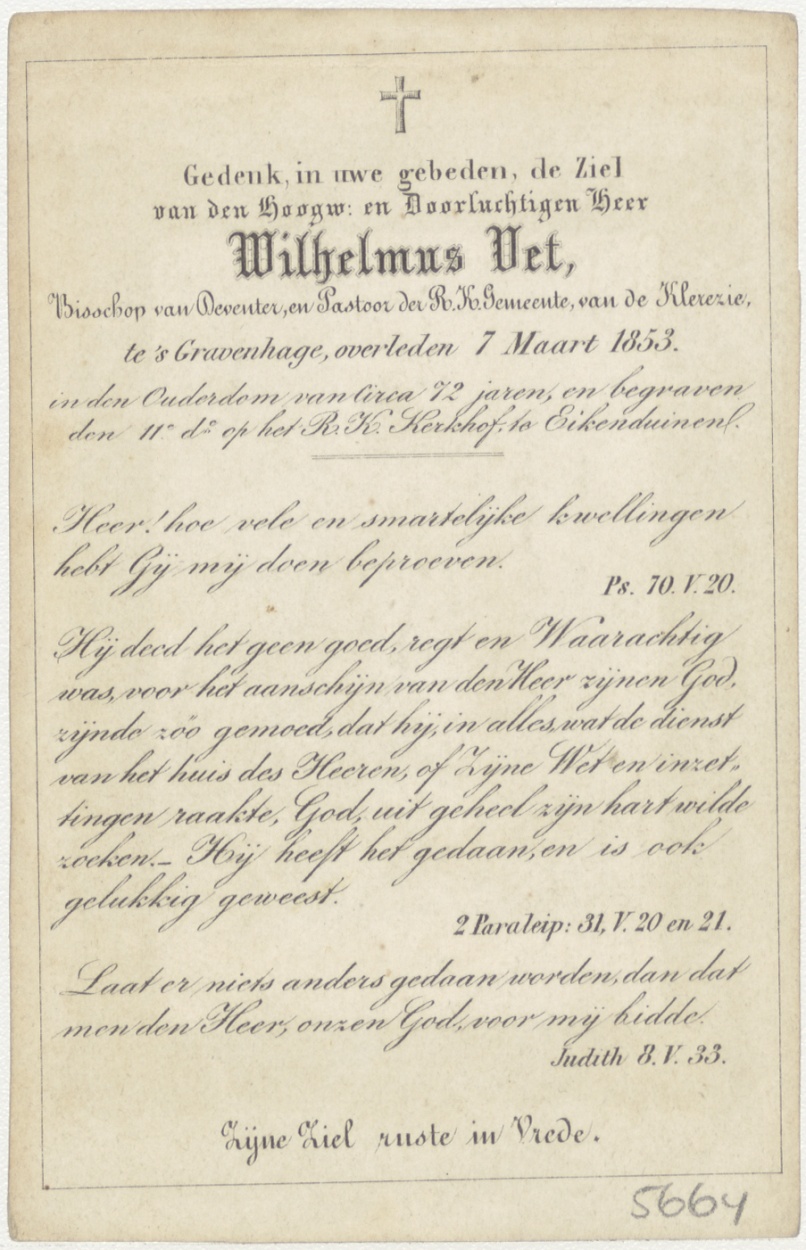 Gedenk, in uwe gebeden, de Ziel
van den Hoogw: en Doorluchtigen Heer
Wilhelmus Vet,
Bisschop van Deventer, en Pastoor der R. K. Gemeente, van de Klerezie,
te 's Gravenhage, overleden 7 Maart 1853.
in den Ouderdom van Circa 72 jaren, en begraven
den 11e do op het R. K. Kerkhof, te Eikenduinen.
Heer! hoe vele en smartelijke kwellingen
hebt Gij mij doen beproeven.
Ps. 70. V. 20.
Hij deed het geen goed, regt en Waarachtig
was, voor het aanschijn van den Heer zijnen God,
zijnde zóó gemoed, dat hij, in alles, wat de dienst
van het huis des Heeren, of Zijne Wet en inzet-
tingen raakte, God, uit geheel zijn hart wilde
zoeken.- Hij heeft het gedaan, en is ook
gelukkig geweest.
2 Paraleip: 31, V. 20 en 21.
Laat er niets anders gedaan worden, dan dat
men den Heer, onzen God, voor mij bidde.
Judith 8. V. 33.
Zijne Ziel ruste in Vrede.
5664